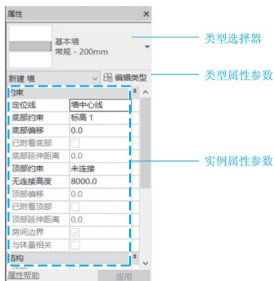 属性
×
基本墙
常规 - 200mm
类型选择器
新建 墙
编辑类型
类型属性参数
约束
定位线 墙中心线
底部约束 标高 1
底部偏移 0.0
已附着底部
底部延伸距离 0.0
顶部约束 未连接
无连接高度 8000.0
顶部偏移 0.0
已附着顶部
顶部延伸距离 0.0
房间边界
与体量相关
实例属性参数
结构
属性帮助
应用